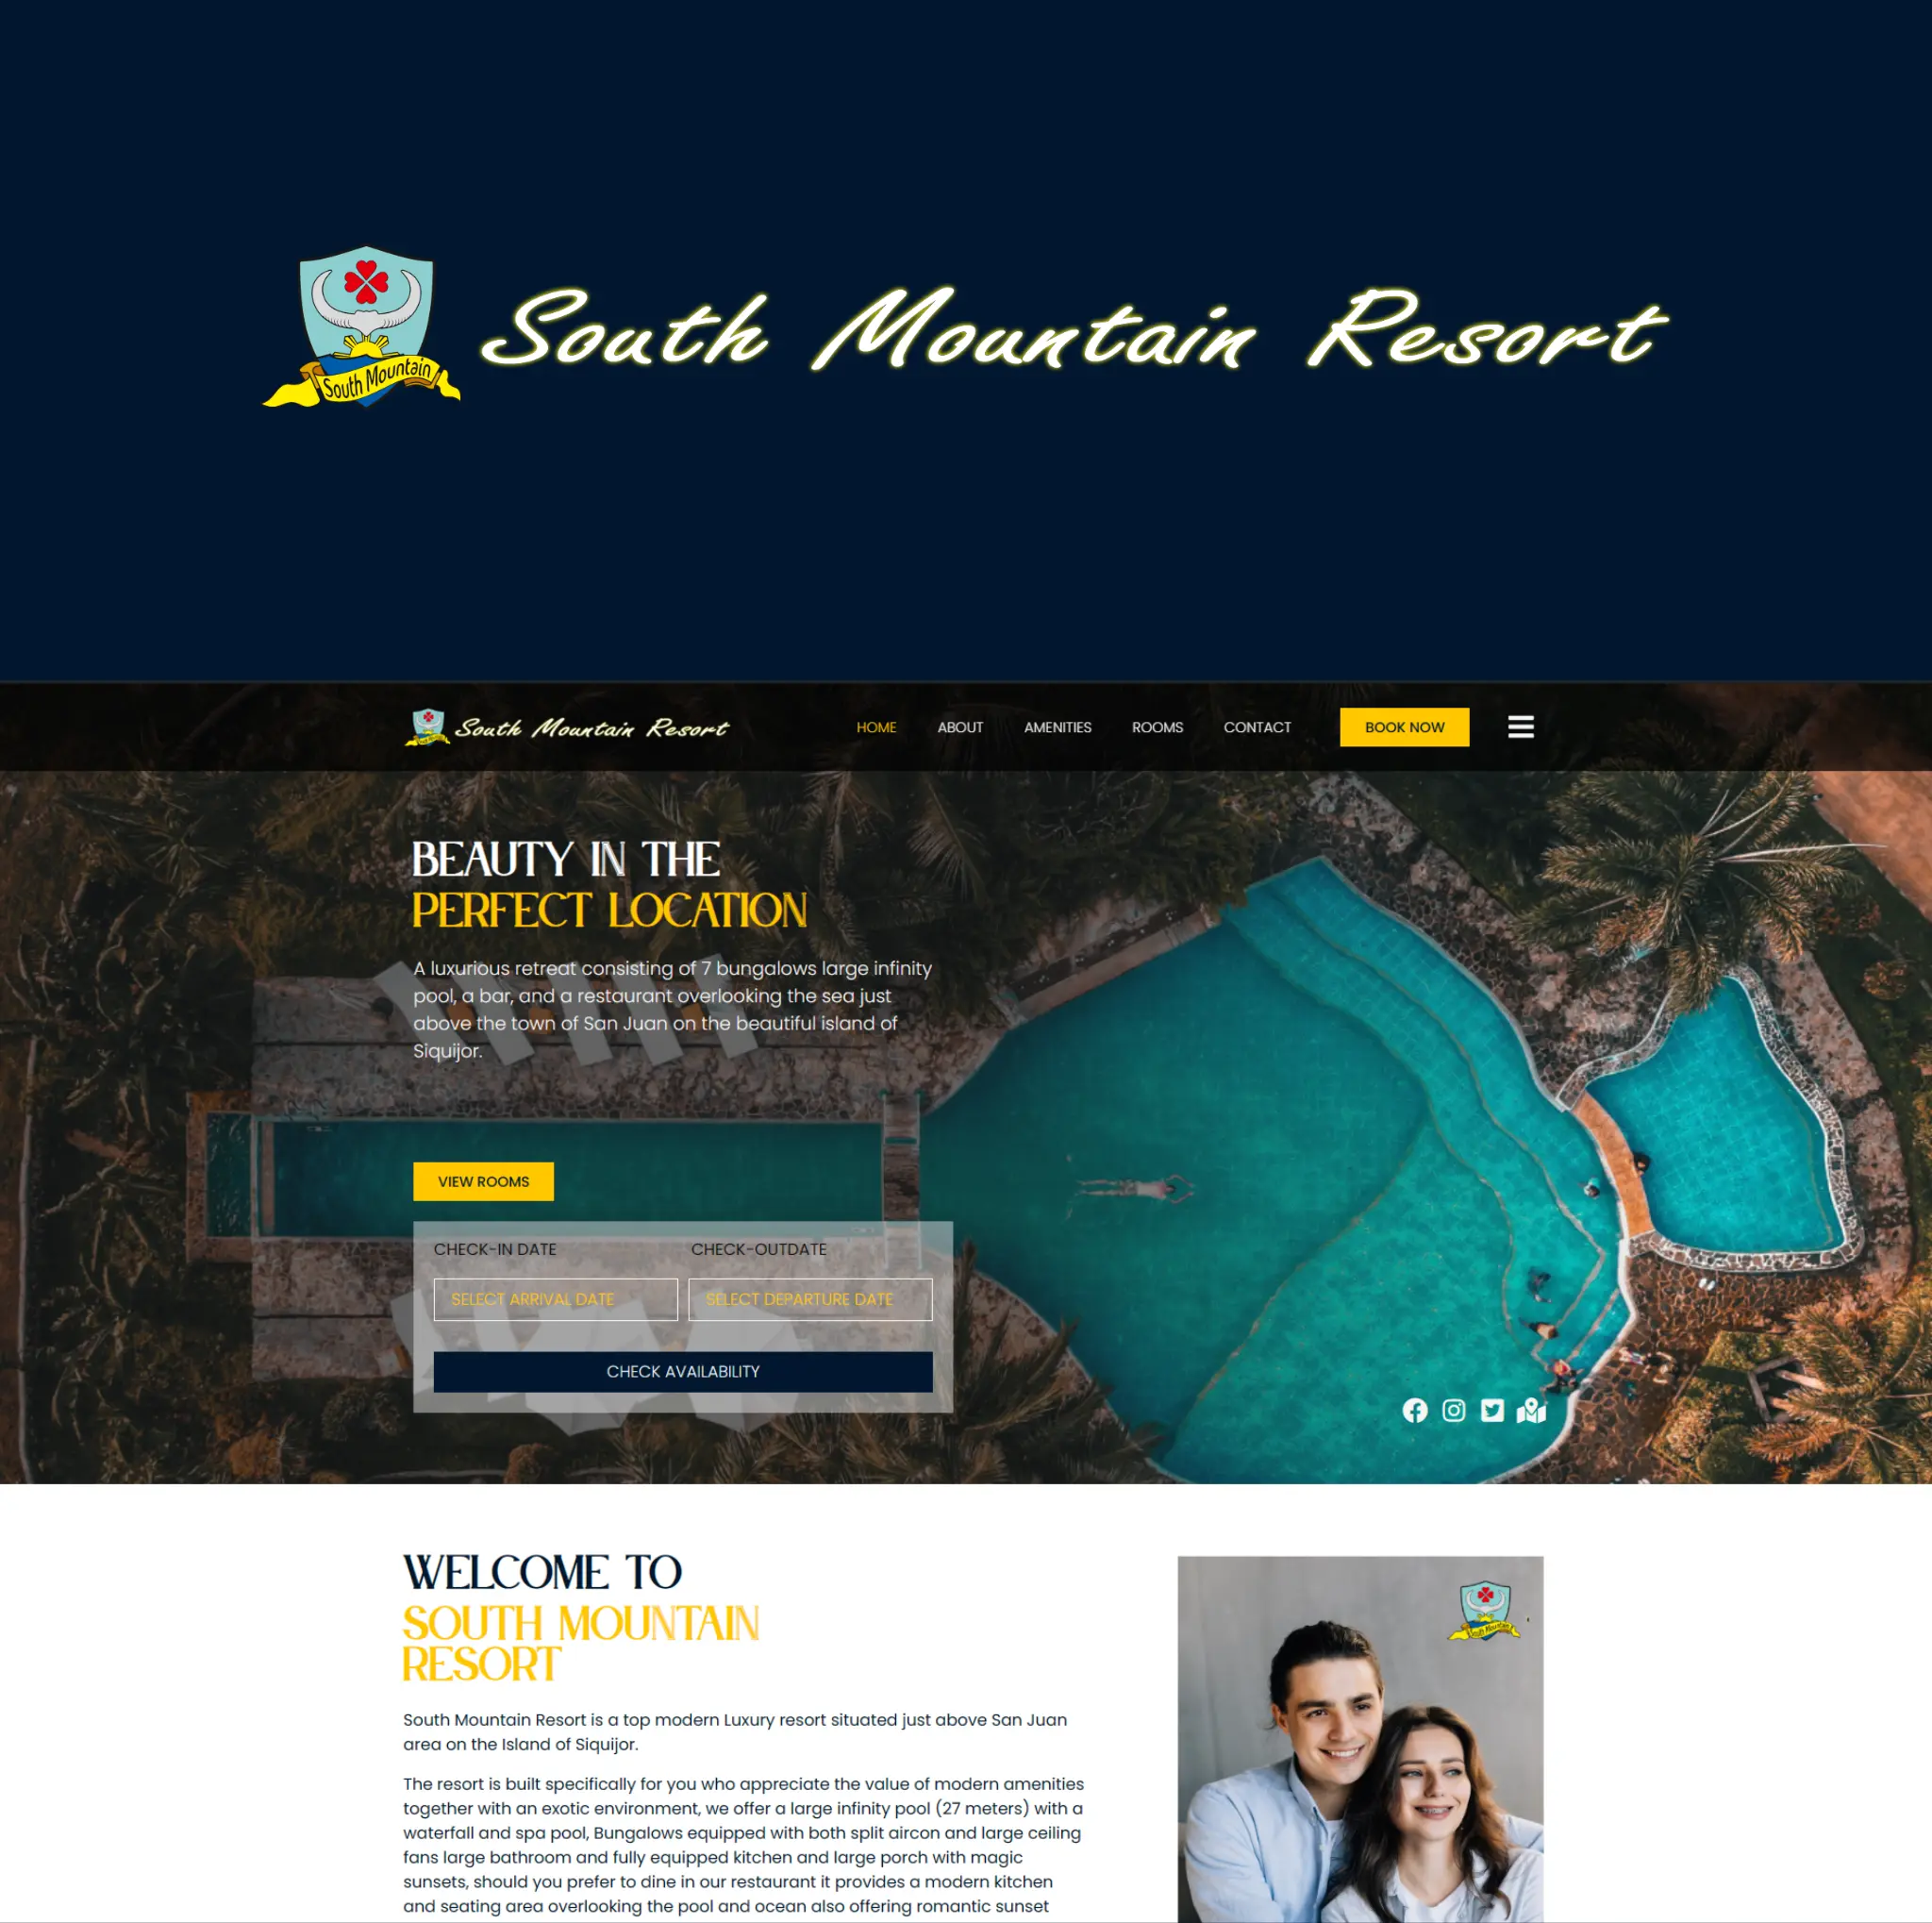 South Mountain
South Mountain Resort
South Mountain Resort
HOME
ABOUT
AMENITIES
ROOMS
CONTACT
BOOK NOW
BEAUTY IN THE
PERFECT LOCATION
A luxurious retreat consisting of 7 bungalows large infinity
pool, a bar, and a restaurant overlooking the sea just
above the town of San Juan on the beautiful island of
Siquijor.
VIEW ROOMS
CHECK-IN DATE
CHECK-OUTDATE
SELECT ARRIVAL DATE
SELECT DEPARTURE DATE
CHECK AVAILABILITY
WELCOME TO
SOUTH MOUNTAIN
RESORT
South Mountain Resort is a top modern Luxury resort situated just above San Juan
area on the Island of Siquijor.
The resort is built specifically for you who appreciate the value of modern amenities
together with an exotic environment, we offer a large infinity pool (27 meters) with a
waterfall and spa pool, Bungalows equipped with both split aircon and large ceiling
fans large bathroom and fully equipped kitchen and large porch with magic
sunsets, should you prefer to dine in our restaurant it provides a modern kitchen
and seating area overlooking the pool and ocean also offering romantic sunset
South Mountain